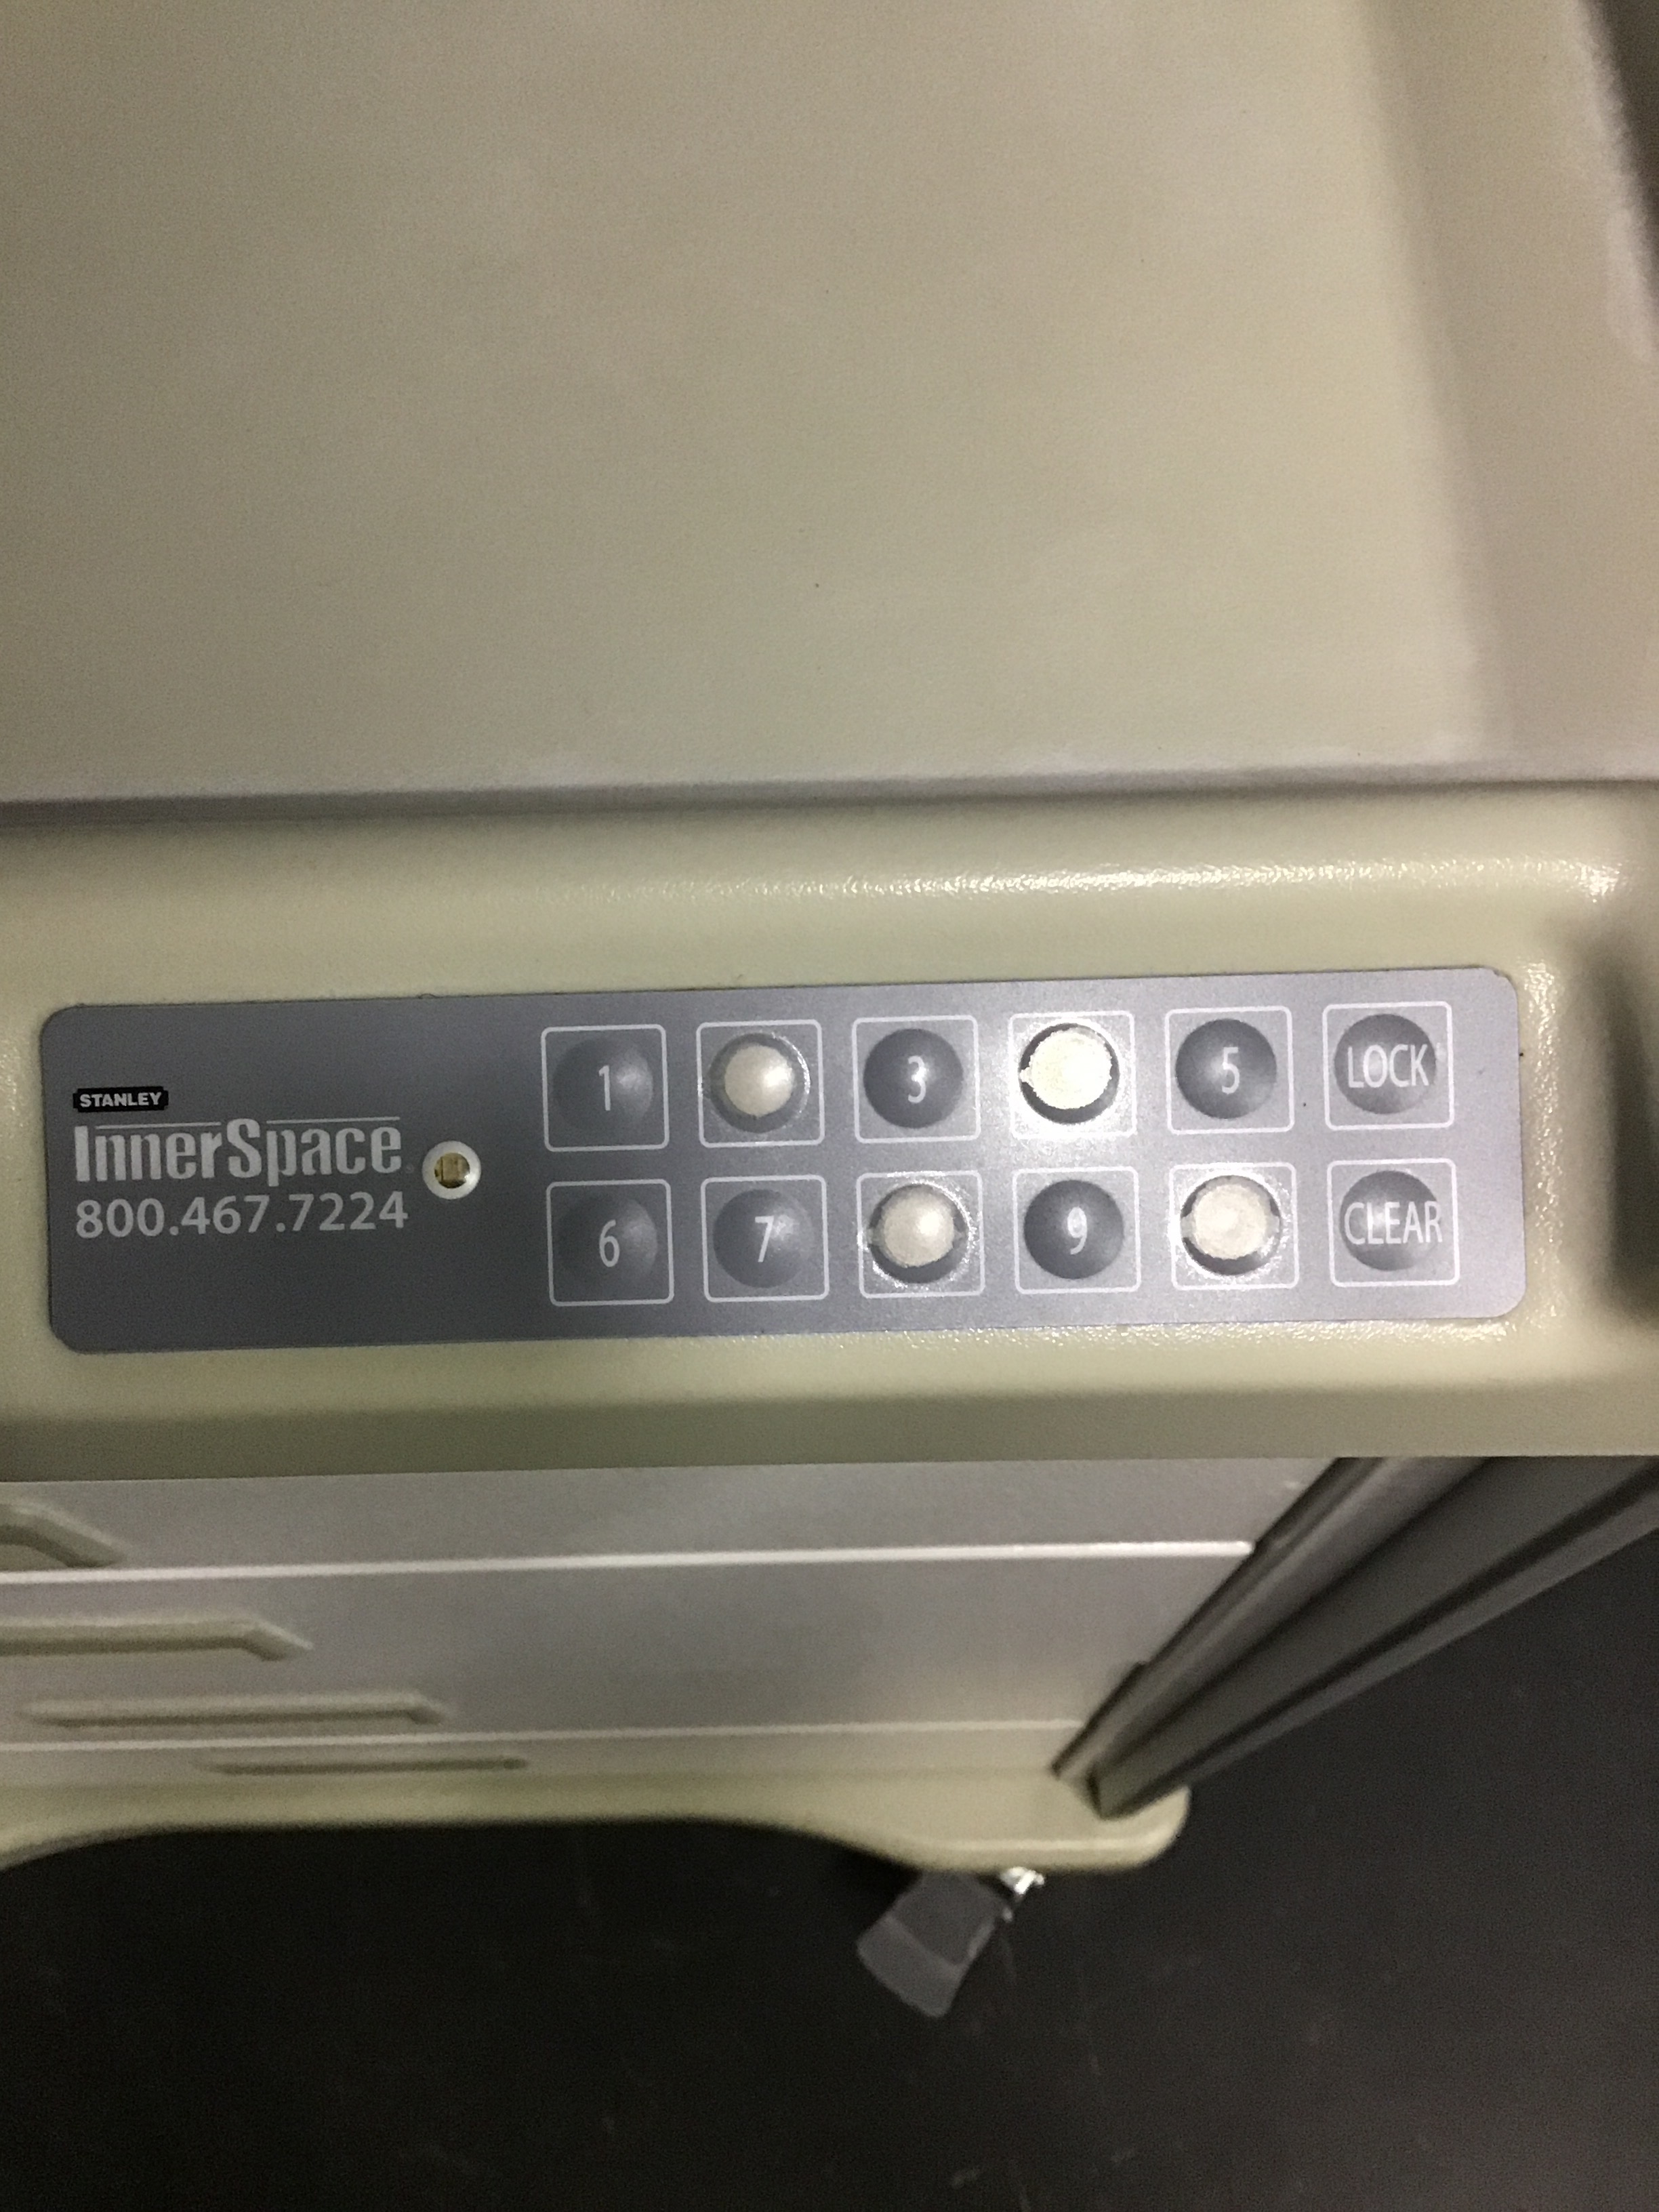 STANLEY
InnerSpace
800.467.7224
1 3 5 LOCK
6 7 9 CLEAR